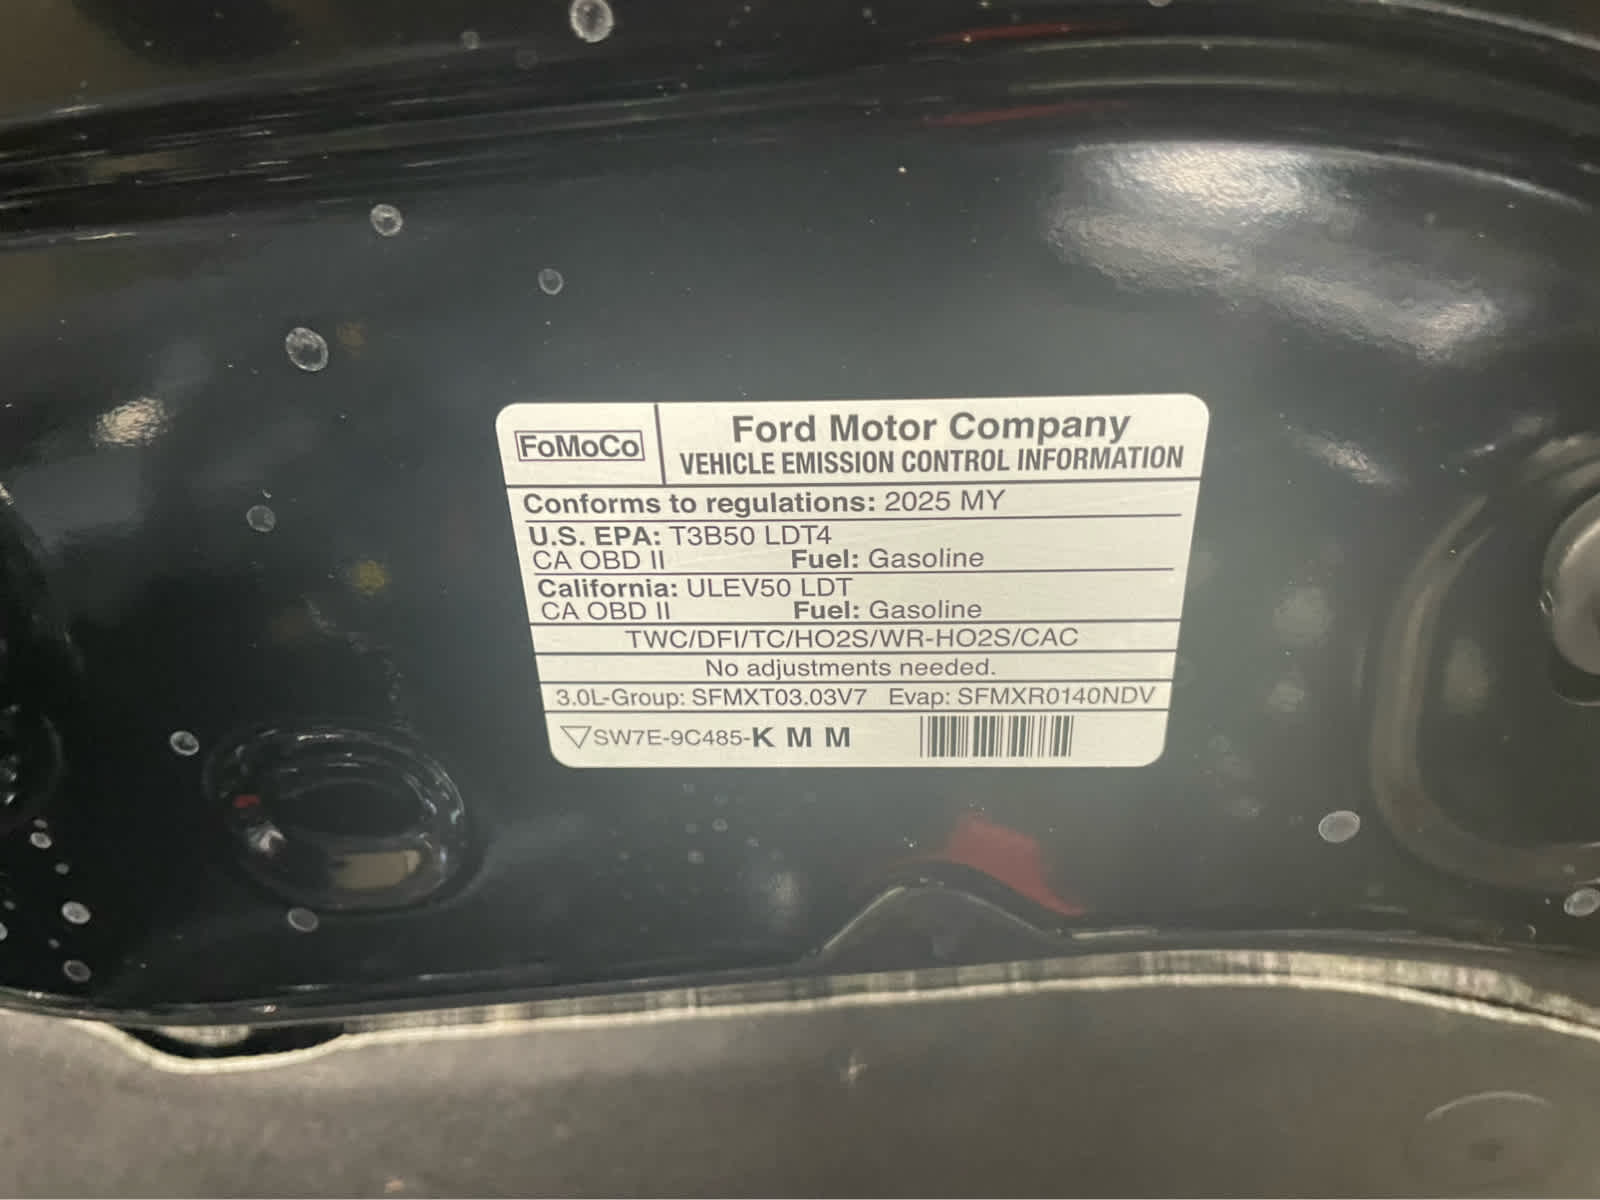 FoMoCo
Ford Motor Company
VEHICLE EMISSION CONTROL INFORMATION
Conforms to regulations: 2025 MY
U.S. EPA: T3B50 LDT4
CA OBD II Fuel: Gasoline
California: ULEV50 LDT
CA OBD II Fuel: Gasoline
TWC/DFI/TC/HO2S/WR-HO2S/CAC
No adjustments needed.
3.0L-Group: SFMXT03.03V7 Evap: SFMXR0140NDV
SW7E-9C485-K M M